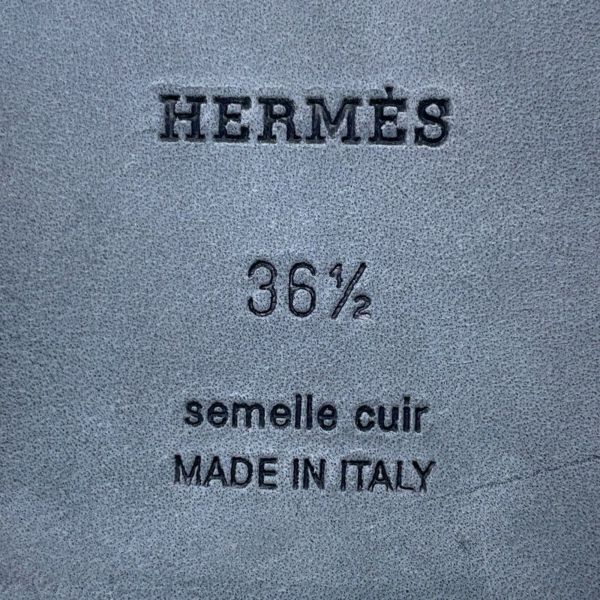 HERMÈS
36½
semelle cuir
MADE IN ITALY